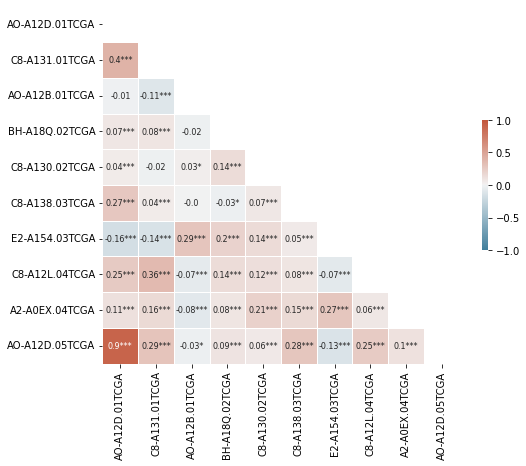 AO-A12D.01TCGA
C8-A131.01TCGA 0.4***
AO-A12B.01TCGA -0.01 -0.11***
BH-A18Q.02TCGA 0.07*** 0.08*** -0.02
C8-A130.02TCGA 0.04*** -0.02 0.03* 0.14***
C8-A138.03TCGA 0.27*** 0.04*** -0.0 -0.03* 0.07***
E2-A154.03TCGA -0.16*** -0.14*** 0.29*** 0.2*** 0.14*** 0.05***
C8-A12L.04TCGA 0.25*** 0.36*** -0.07*** 0.14*** 0.12*** 0.08*** -0.07***
A2-A0EX.04TCGA 0.11*** 0.16*** -0.08*** 0.08*** 0.21*** 0.15*** 0.27*** 0.06***
AO-A12D.05TCGA 0.9*** 0.29*** -0.03* 0.09*** 0.06*** 0.28*** -0.13*** 0.25*** 0.1***
AO-A12D.01TCGA
C8-A131.01TCGA
AO-A12B.01TCGA
BH-A18Q.02TCGA
C8-A130.02TCGA
C8-A138.03TCGA
E2-A154.03TCGA
C8-A12L.04TCGA
A2-A0EX.04TCGA
AO-A12D.05TCGA
1.0
0.5
0.0
−0.5
−1.0